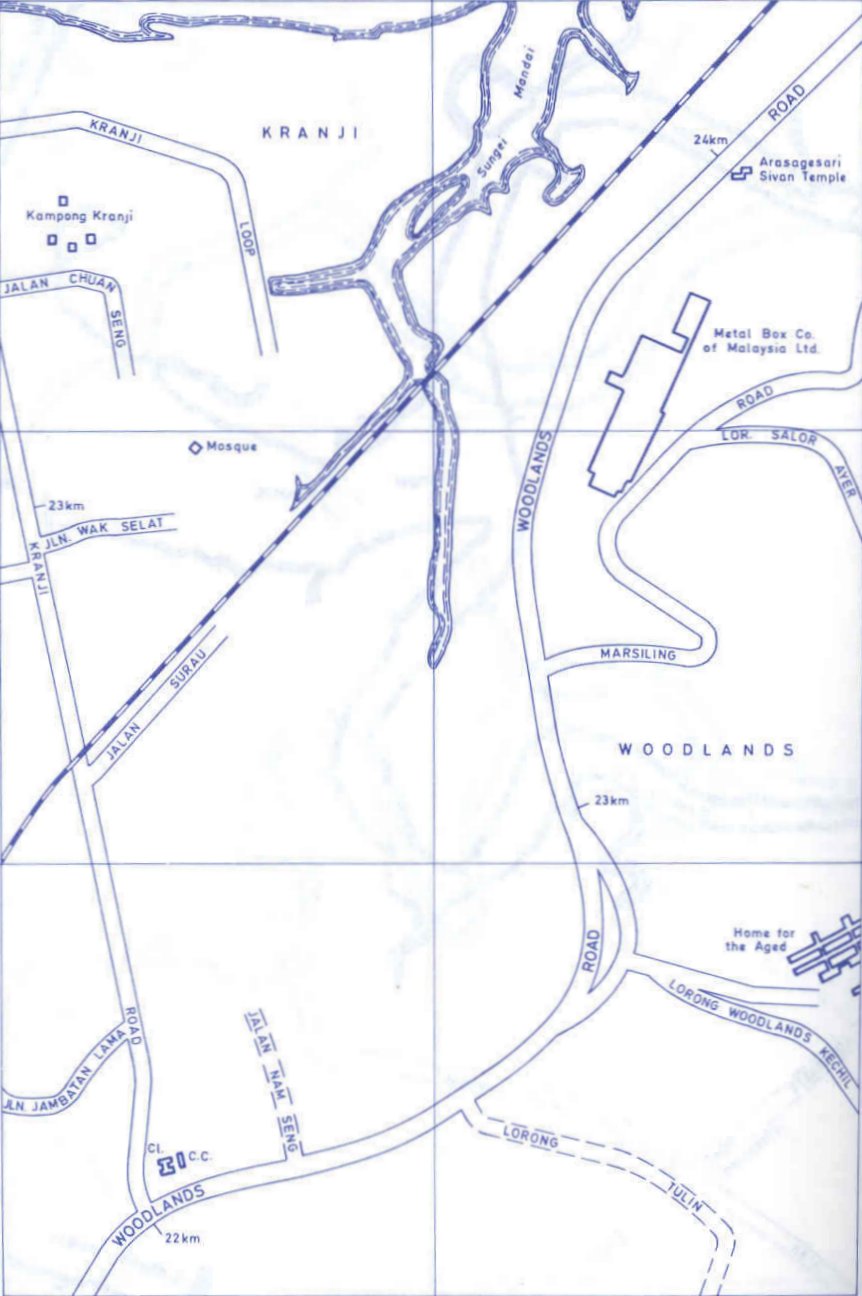 Mandai
Sungei
ROAD
KRANJI
KRANJI
24km
Arasagesari
Sivan Temple
Kampong Kranji
LOOP
JALAN CHUAN
SENG
Metal Box Co.
of Malaysia Ltd.
ROAD
LOR. SALOR
AYER
Mosque
WOODLANDS
23km
JLN. WAK SELAT
KRANJI
MARSILING
JALAN SURAU
WOODLANDS
23km
Home for
the Aged
ROAD
LORONG WOODLANDS KECHIL
ROAD
JLN. JAMBATAN LAMA
JALAN NAM SENG
LORONG
TULIN
Cl.
C.C.
WOODLANDS
22km